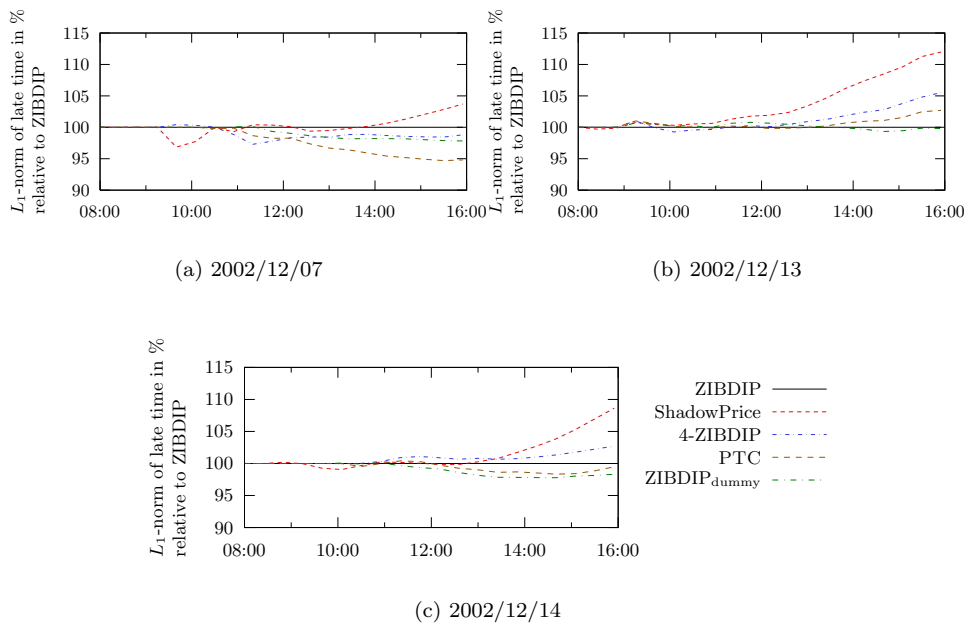 L₁-norm of late time in %
relative to ZIBDIP
115
110
105
100
95
90
08:00 10:00 12:00 14:00 16:00
(a) 2002/12/07
L₁-norm of late time in %
relative to ZIBDIP
115
110
105
100
95
90
08:00 10:00 12:00 14:00 16:00
(b) 2002/12/13
L₁-norm of late time in %
relative to ZIBDIP
115
110
105
100
95
90
08:00 10:00 12:00 14:00 16:00
ZIBDIP
ShadowPrice
4-ZIBDIP
PTC
ZIBDIP_dummy
(c) 2002/12/14